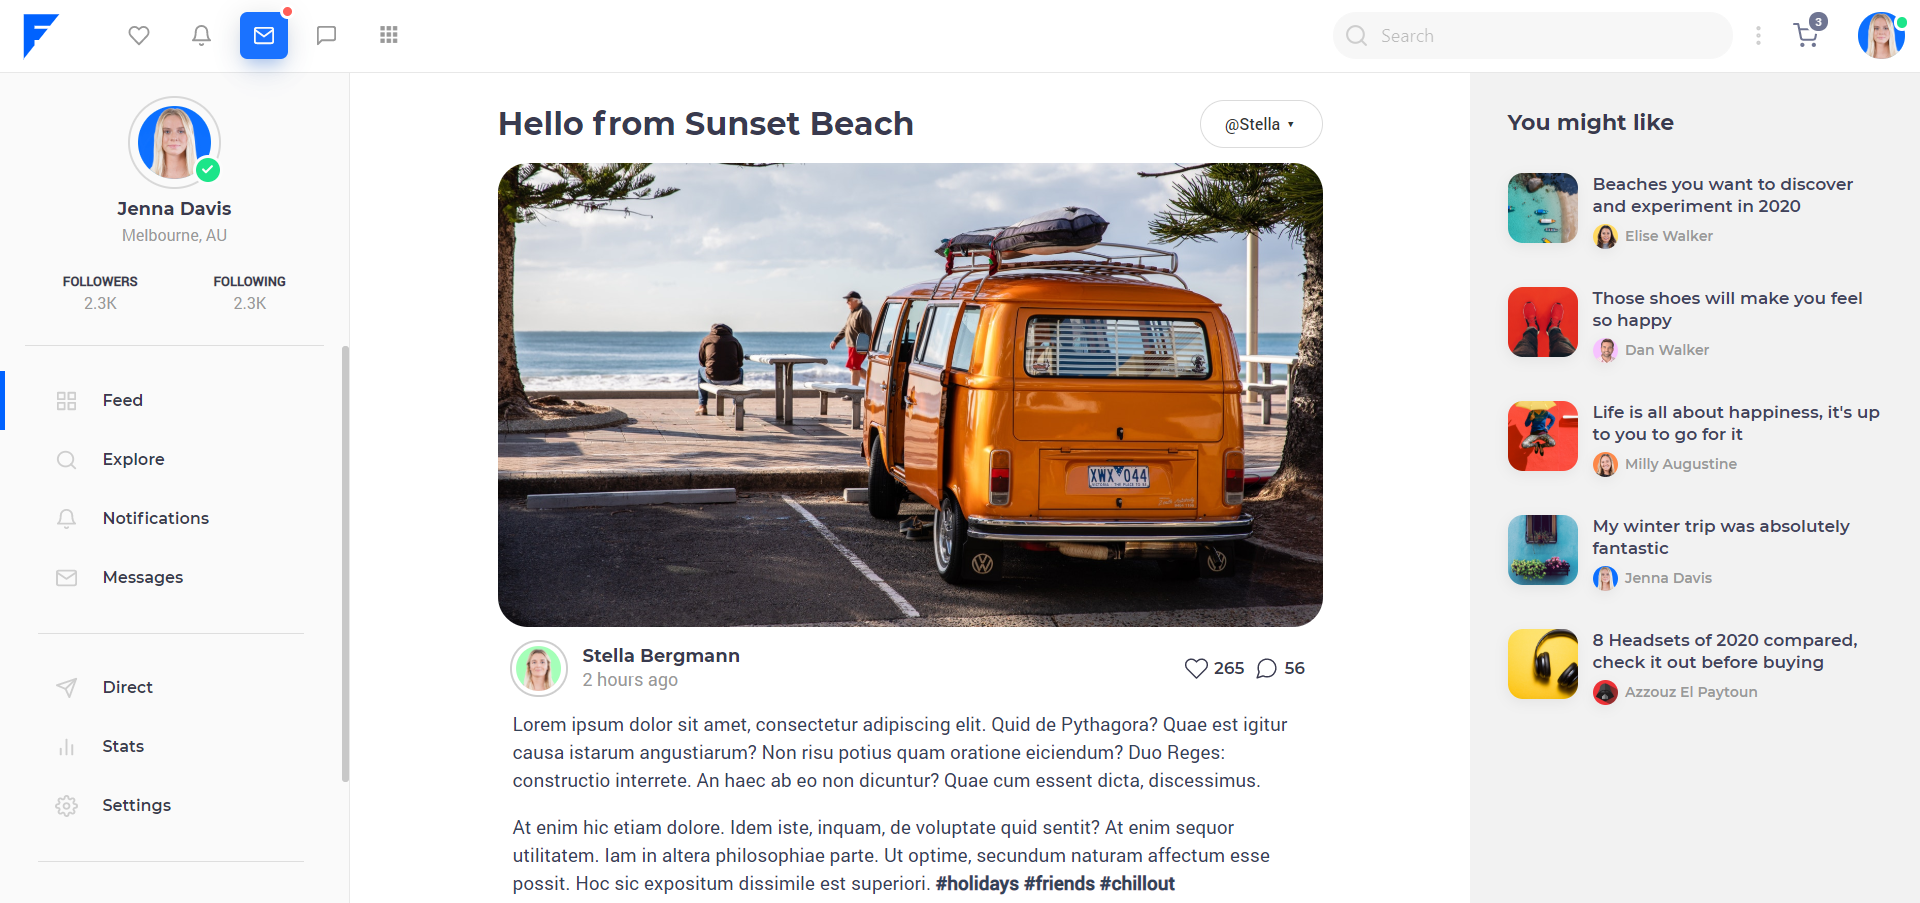 Search
3
Jenna Davis
Melbourne, AU
FOLLOWERS
2.3K
FOLLOWING
2.3K
Feed
Explore
Notifications
Messages
Direct
Stats
Settings
Hello from Sunset Beach
@Stella
XWX 044
Stella Bergmann
2 hours ago
265
56
Lorem ipsum dolor sit amet, consectetur adipiscing elit. Quid de Pythagora? Quae est igitur
causa istarum angustiarum? Non risu potius quam oratione eiciendum? Duo Reges:
constructio interrete. An haec ab eo non dicuntur? Quae cum essent dicta, discessimus.
At enim hic etiam dolore. Idem iste, inquam, de voluptate quid sentit? At enim sequor
utilitatem. Iam in altera philosophiae parte. Ut optime, secundum naturam affectum esse
possit. Hoc sic expositum dissimile est superiori. #holidays #friends #chillout
You might like
Beaches you want to discover
and experiment in 2020
Elise Walker
Those shoes will make you feel
so happy
Dan Walker
Life is all about happiness, it's up
to you to go for it
Milly Augustine
My winter trip was absolutely
fantastic
Jenna Davis
8 Headsets of 2020 compared,
check it out before buying
Azzouz El Paytoun